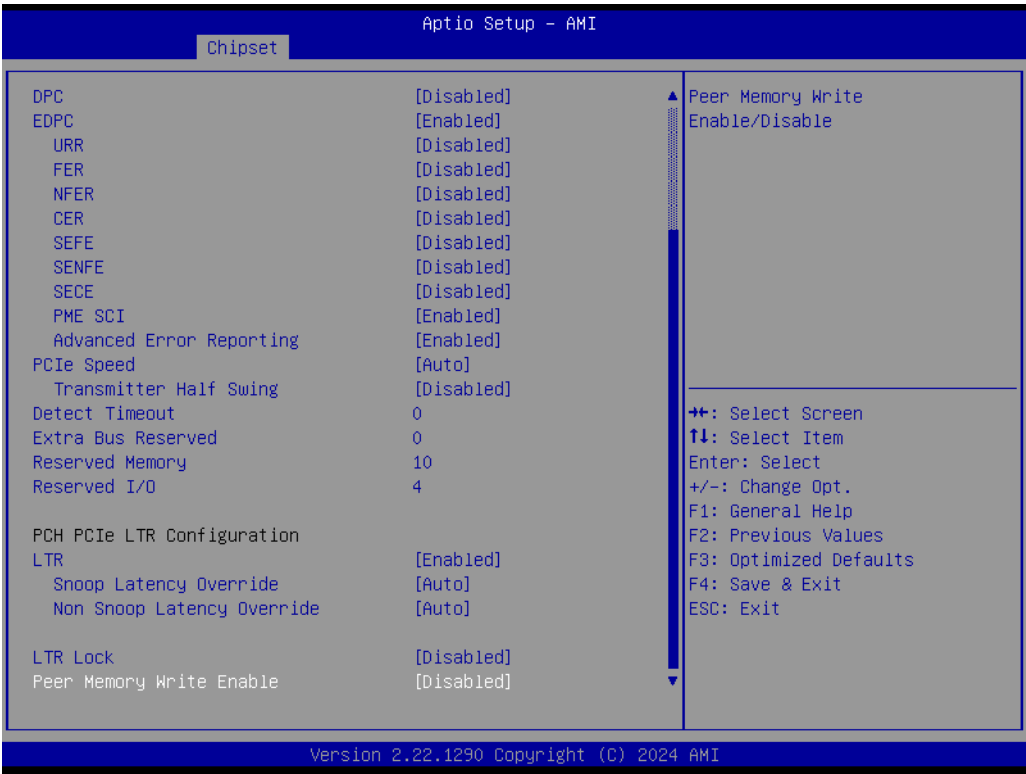 Aptio Setup – AMI
Chipset
DPC [Disabled]
EDPC [Enabled]
URR [Disabled]
FER [Disabled]
NFER [Disabled]
CER [Disabled]
SEFE [Disabled]
SENFE [Disabled]
SECE [Disabled]
PME SCI [Enabled]
Advanced Error Reporting [Enabled]
PCIe Speed [Auto]
Transmitter Half Swing [Disabled]
Detect Timeout 0
Extra Bus Reserved 0
Reserved Memory 10
Reserved I/O 4
PCH PCIe LTR Configuration
LTR [Enabled]
Snoop Latency Override [Auto]
Non Snoop Latency Override [Auto]
LTR Lock [Disabled]
Peer Memory Write Enable [Disabled]
Peer Memory Write
Enable/Disable
→←: Select Screen
↑↓: Select Item
Enter: Select
+/-: Change Opt.
F1: General Help
F2: Previous Values
F3: Optimized Defaults
F4: Save & Exit
ESC: Exit
Version 2.22.1290 Copyright (C) 2024 AMI